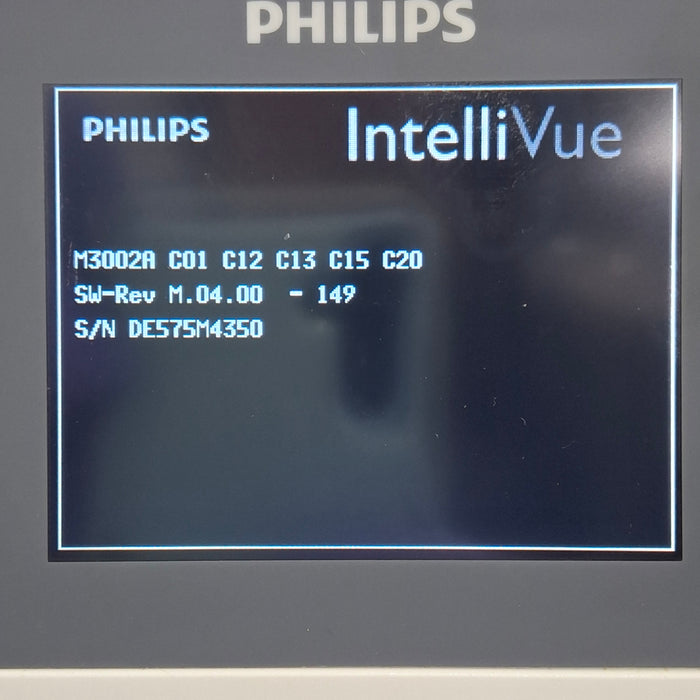 PHILIPS
PHILIPS IntelliVue
M3002A C01 C12 C13 C15 C20
SW-Rev M.04.00 - 149
S/N DE575M4350